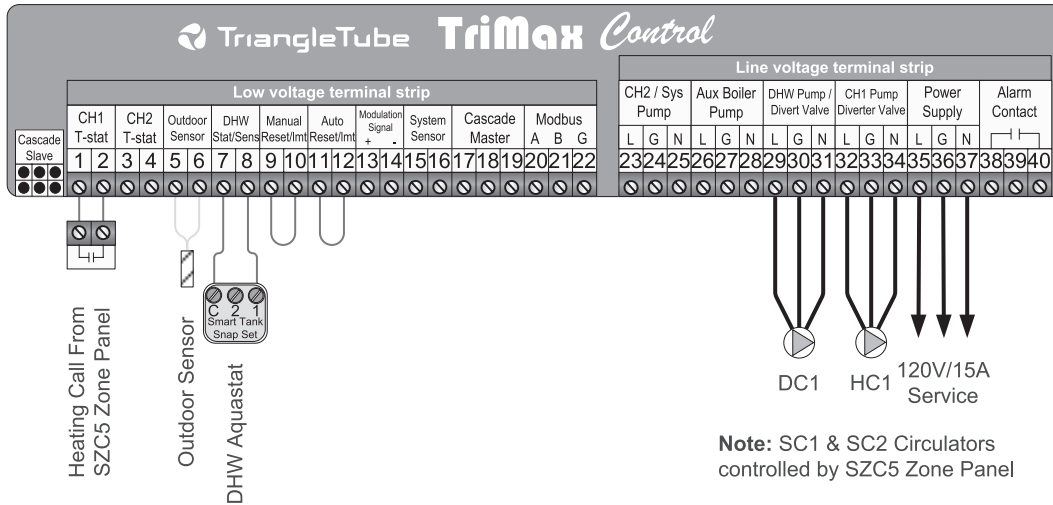 TriangleTube TriMax Control
Low voltage terminal strip
Line voltage terminal strip
Cascade
Slave
CH1
T-stat
CH2
T-stat
Outdoor
Sensor
DHW
Stat/Sens
Manual
Reset/lmt
Auto
Reset/lmt
Modulation
Signal
+ -
System
Sensor
Cascade
Master
Modbus
A B G
CH2 / Sys
Pump
L G N
Aux Boiler
Pump
L G N
DHW Pump /
Divert Valve
L G N
CH1 Pump
Diverter Valve
L G N
Power
Supply
L G N
Alarm
Contact
1 2 3 4 5 6 7 8 9 10 11 12 13 14 15 16 17 18 19 20 21 22
23 24 25 26 27 28 29 30 31 32 33 34 35 36 37 38 39 40
Heating Call From
SZC5 Zone Panel
Outdoor Sensor
C 2 1
Smart Tank
Snap Set
DHW Aquastat
DC1
HC1
120V/15A
Service
Note: SC1 & SC2 Circulators
controlled by SZC5 Zone Panel